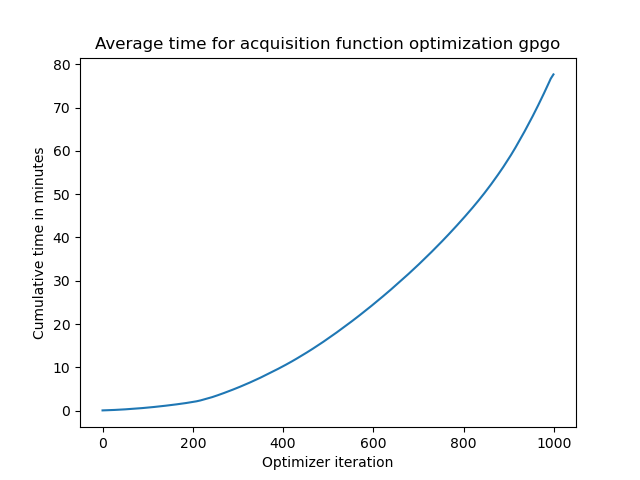 Average time for acquisition function optimization gpgo
80
70
60
50
40
30
20
10
0
Cumulative time in minutes
0 200 400 600 800 1000
Optimizer iteration